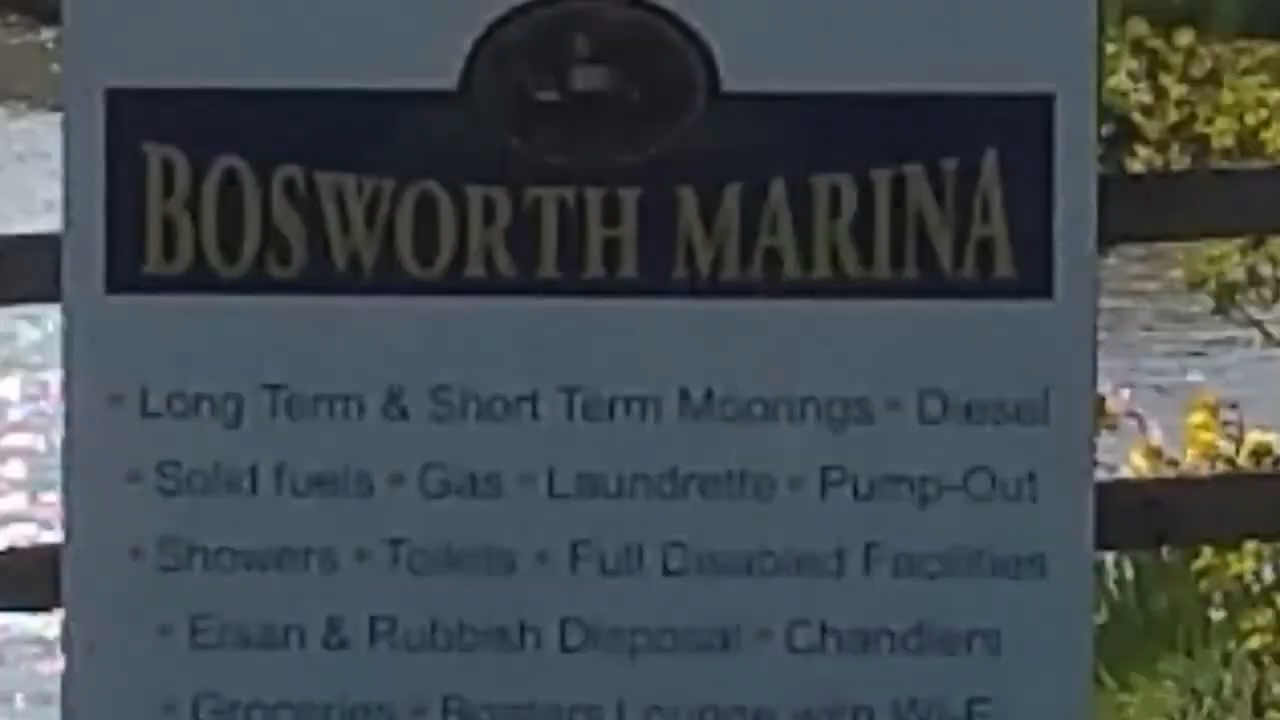 BOSWORTH MARINA
• Long Term & Short Term Moorings • Diesel
• Solid fuels • Gas • Laundrette • Pump-Out
• Showers • Toilets • Full Disabled Facilities
• Elsan & Rubbish Disposal • Chandlers
• Groceries • Boaters Lounge with Wi-F